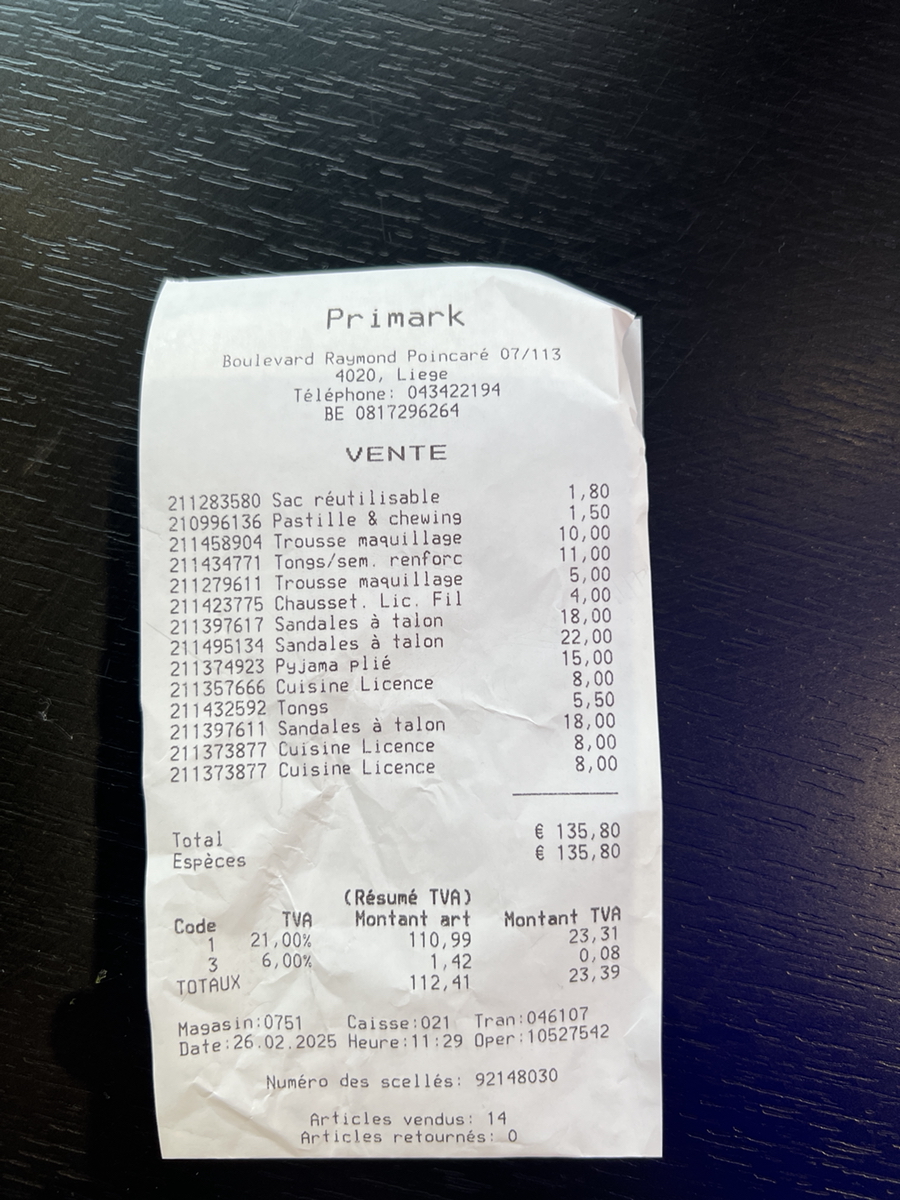 Primark
Boulevard Raymond Poincaré 07/113
4020, Liege
Téléphone: 043422194
BE 0817296264
VENTE
211283580 Sac réutilisable 1,80
210996136 Pastille & chewing 1,50
211458904 Trousse maquillage 10,00
211434771 Tongs/sem. renforc 11,00
211279611 Trousse maquillage 5,00
211423775 Chausset. Lic. Fil 4,00
211397617 Sandales à talon 18,00
211495134 Sandales à talon 22,00
211374923 Pyjama plié 15,00
211357666 Cuisine Licence 8,00
211432592 Tongs 5,50
211397611 Sandales à talon 18,00
211373877 Cuisine Licence 8,00
211373877 Cuisine Licence 8,00
Total € 135,80
Espèces € 135,80
(Résumé TVA)
Code TVA Montant art Montant TVA
1 21,00% 110,99 23,31
3 6,00% 1,42 0,08
TOTAUX 112,41 23,39
Magasin:0751 Caisse:021 Tran:046107
Date:26.02.2025 Heure:11:29 Oper:10527542
Numéro des scellés: 92148030
Articles vendus: 14
Articles retournés: 0